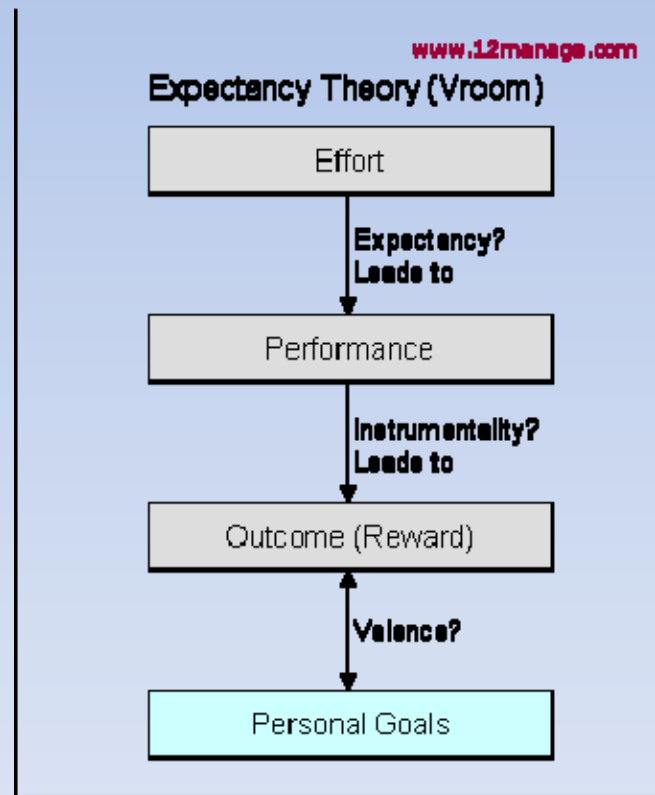 www.12manage.com
Expectancy Theory (Vroom)
Effort
Expectancy?
Leads to
Performance
Instrumentality?
Leads to
Outcome (Reward)
Valence?
Personal Goals